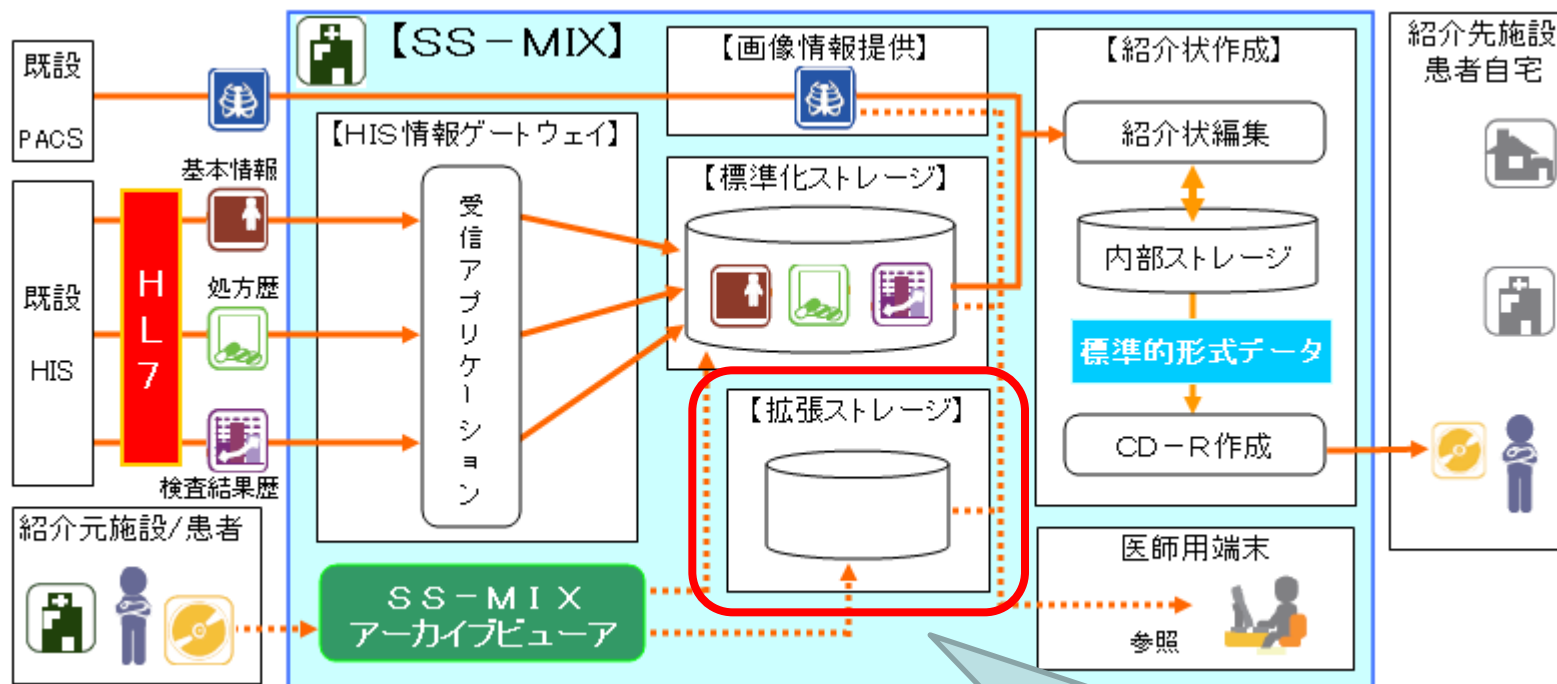 既設
PACS
既設
HIS
HL7
基本情報
処方歴
検査結果歴
紹介元施設/患者
【SS-MIX】
【HIS情報ゲートウェイ】
受信アプリケーション
SS-MIX
アーカイブビューア
【画像情報提供】
【標準化ストレージ】
【拡張ストレージ】
【紹介状作成】
紹介状編集
内部ストレージ
標準的形式データ
CD-R作成
医師用端末
参照
紹介先施設
患者自宅